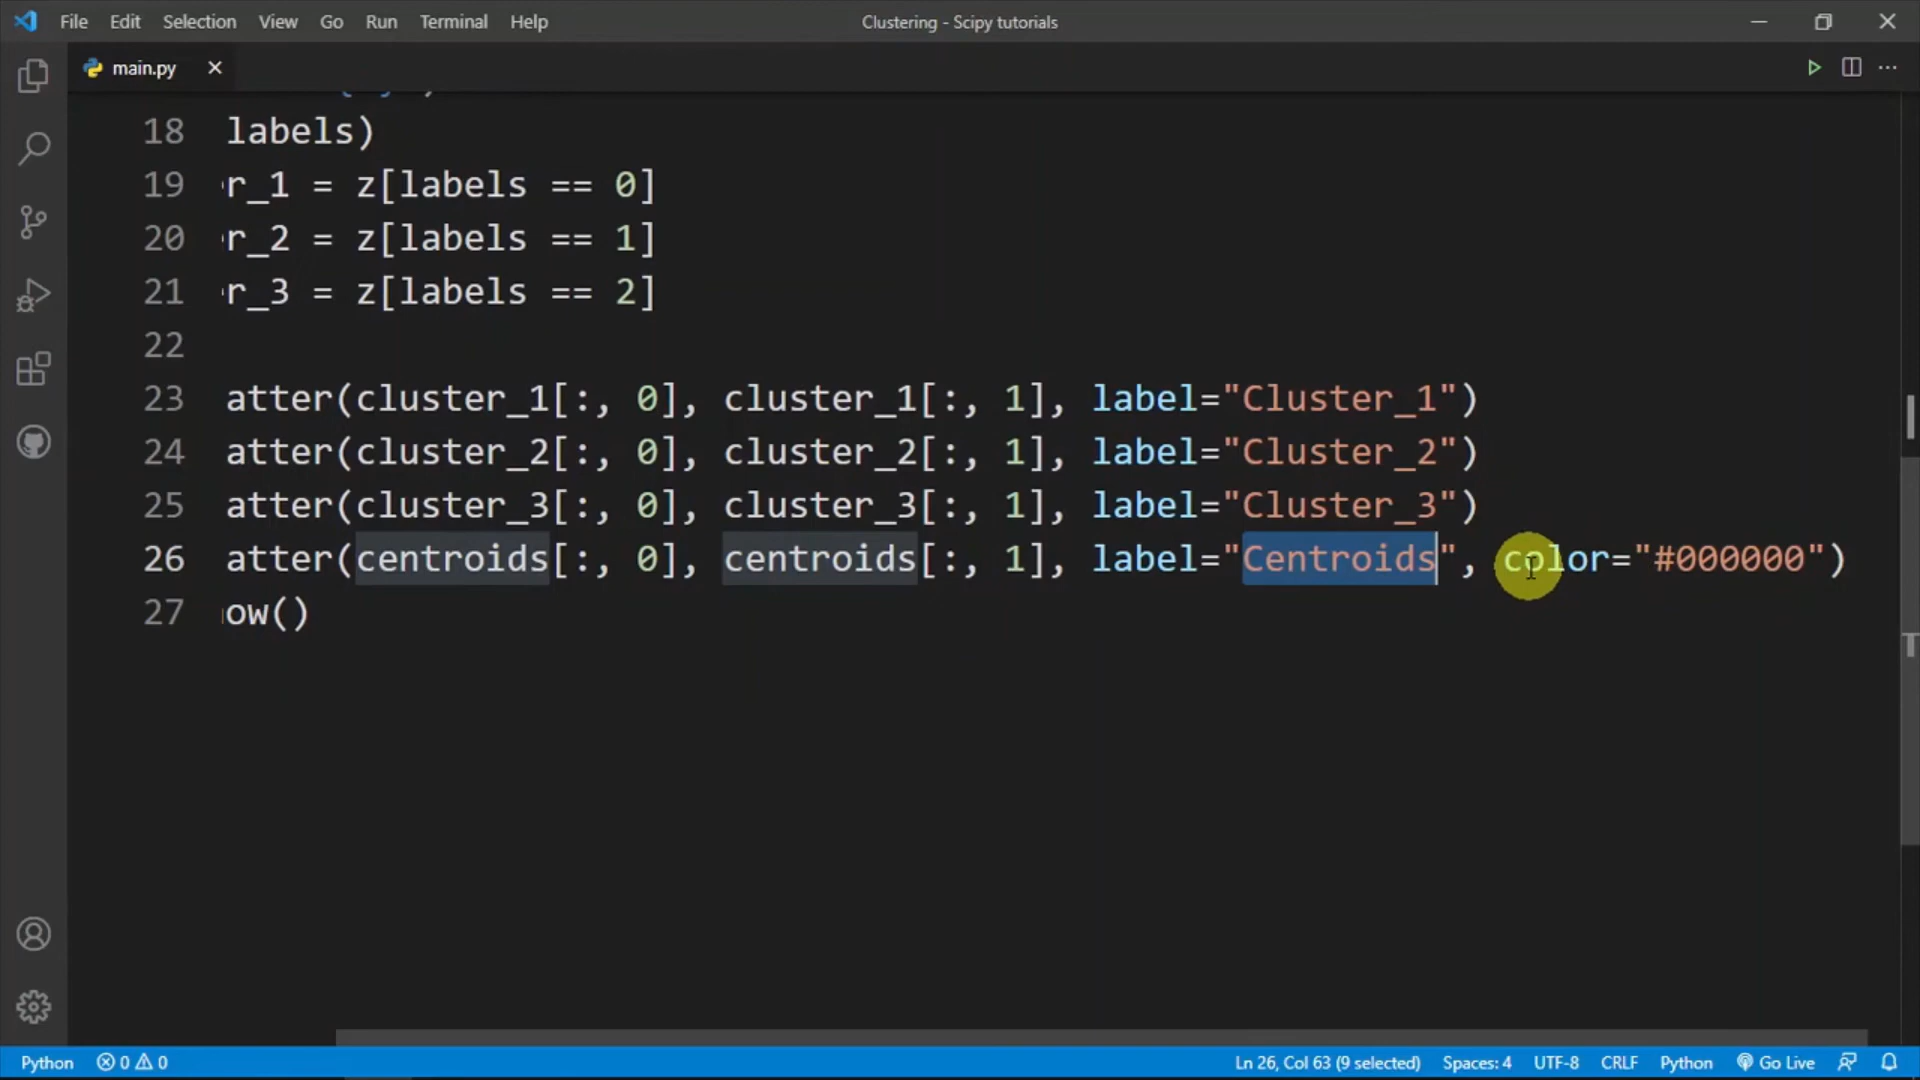 File Edit Selection View Go Run Terminal Help Clustering - Scipy tutorials
main.py
18 labels)
19 r_1 = z[labels == 0]
20 r_2 = z[labels == 1]
21 r_3 = z[labels == 2]
22
23 atter(cluster_1[:, 0], cluster_1[:, 1], label="Cluster_1")
24 atter(cluster_2[:, 0], cluster_2[:, 1], label="Cluster_2")
25 atter(cluster_3[:, 0], cluster_3[:, 1], label="Cluster_3")
26 atter(centroids[:, 0], centroids[:, 1], label="Centroids", color="#000000")
27 ow()
Python 0 0 Ln 26, Col 63 (9 selected) Spaces: 4 UTF-8 CRLF Python Go Live